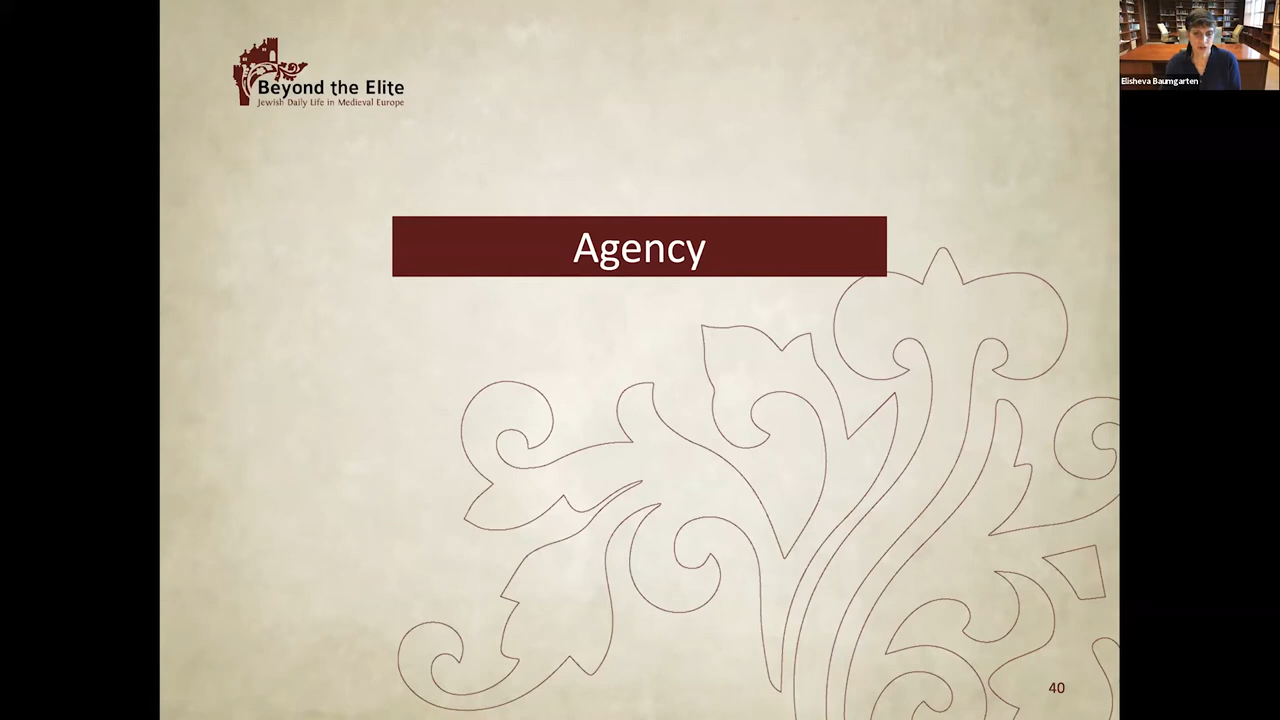 Beyond the Elite
Jewish Daily Life in Medieval Europe
Elisheva Baumgarten
Agency
40